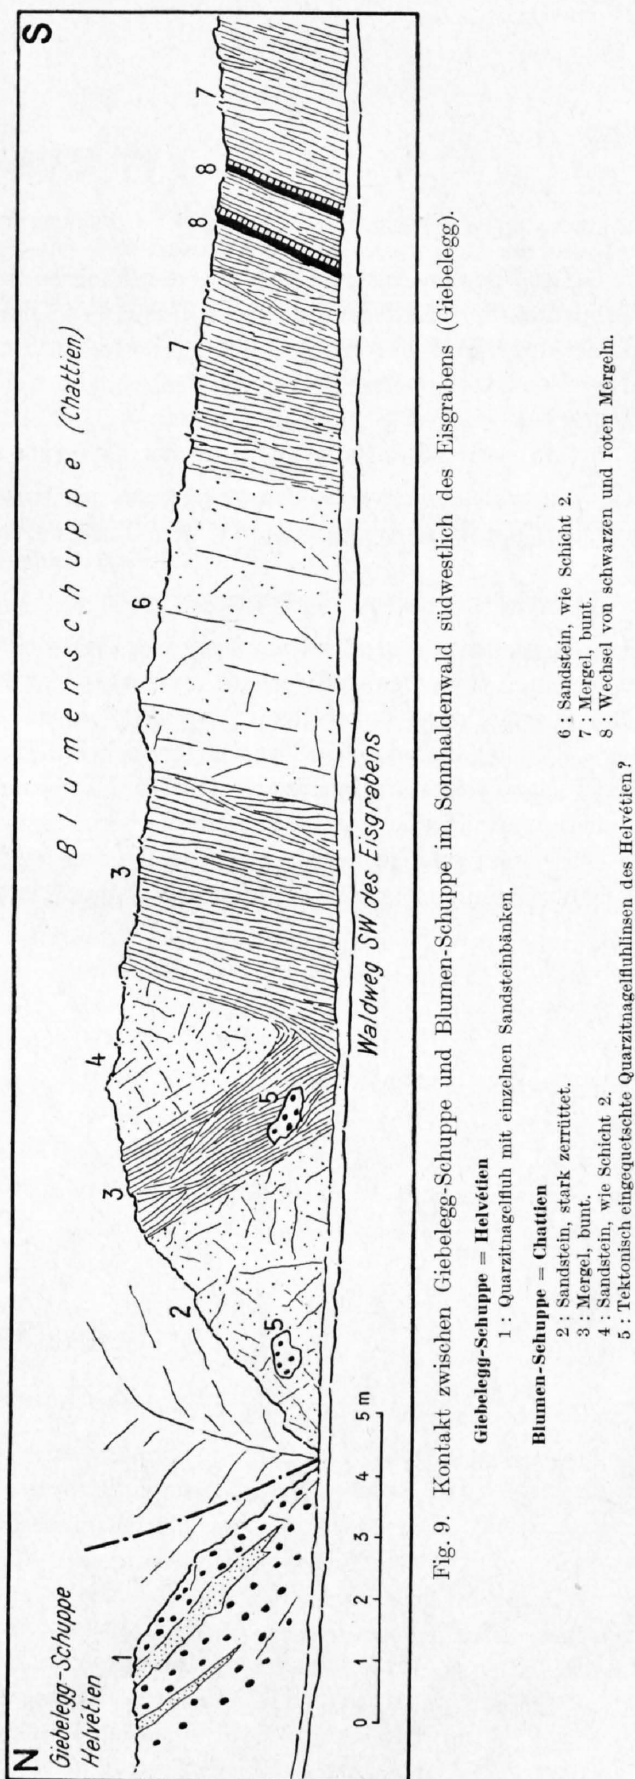 N
S
Giebelegg-Schuppe
Helvétien
Blumenschuppe (Chattien)
1
2
3
4
3
6
7
8
8
7
5
5
0 1 2 3 4 5 m
Waldweg SW des Eisgrabens
Fig. 9. Kontakt zwischen Giebelegg-Schuppe und Blumen-Schuppe im Sonnhaldenwald südwestlich des Eisgrabens (Giebelegg).
Giebelegg-Schuppe = Helvétien
1 : Quarzitnagelfluh mit einzelnen Sandsteinbänken.
Blumen-Schuppe = Chattien
2 : Sandstein, stark zerrüttet.
3 : Mergel, bunt.
4 : Sandstein, wie Schicht 2.
5 : Tektonisch eingequetschte Quarzitnagelfluhlinsen des Helvétien?
6 : Sandstein, wie Schicht 2.
7 : Mergel, bunt.
8 : Wechsel von schwarzen und roten Mergeln.